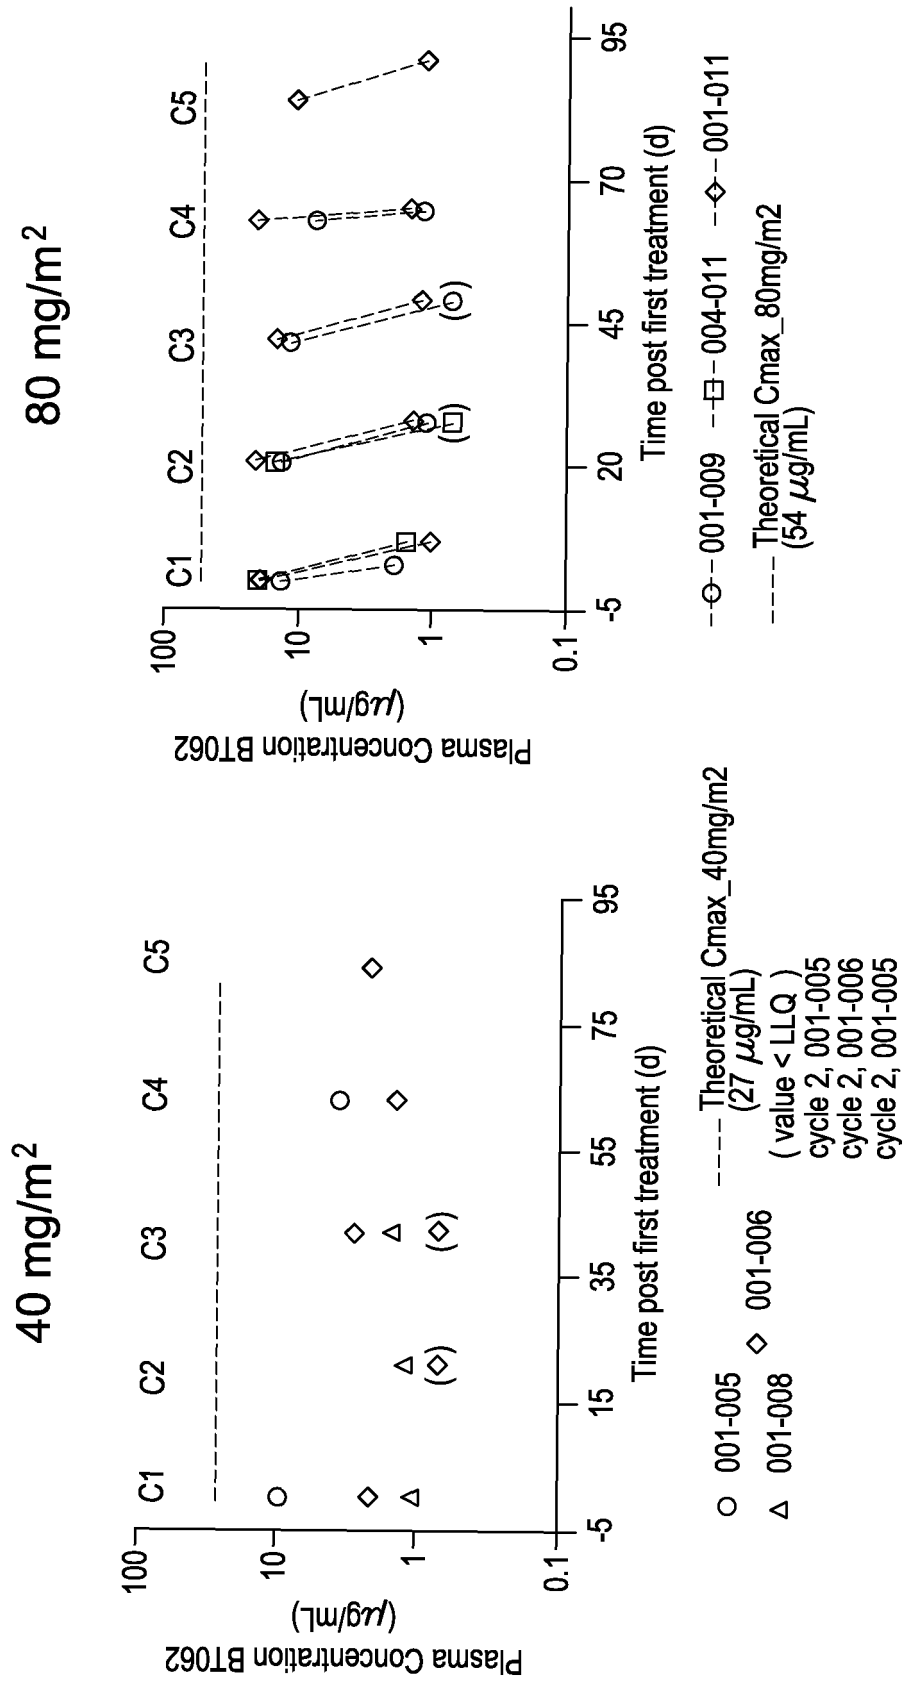 40 mg/m²
C1 C2 C3 C4 C5
100
10
1
0.1
Plasma Concentration BT062
(µg/mL)
-5 15 35 55 75 95
Time post first treatment (d)
001-005
001-006
001-008
Theoretical Cmax_40mg/m2
(27 µg/mL)
( value < LLQ )
cycle 2, 001-005
cycle 2, 001-006
cycle 2, 001-005
80 mg/m²
C1 C2 C3 C4 C5
100
10
1
0.1
Plasma Concentration BT062
(µg/mL)
-5 20 45 70 95
Time post first treatment (d)
001-009 004-011 001-011
Theoretical Cmax_80mg/m2
(54 µg/mL)